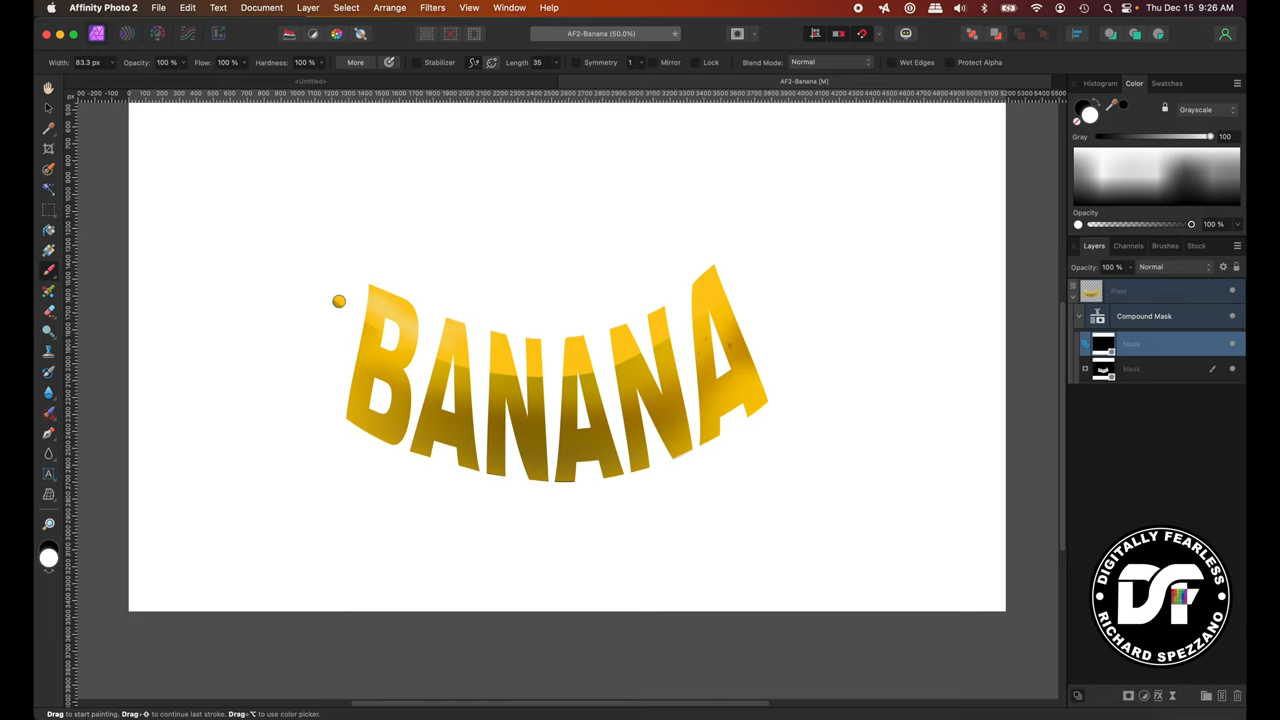 Affinity Photo 2 File Edit Text Document Layer Select Arrange Filters View Window Help Thu Dec 15 9:26 AM
AF2-Banana (50.0%)
Width: 83.3 px Opacity: 100 % Flow: 100 % Hardness: 100 % More Stabilizer Length 35 Symmetry 1 Mirror Lock Blend Mode: Normal Wet Edges Protect Alpha
<Untitled> AF2-Banana [M]
Histogram Color Swatches
Grayscale
Gray 100
Opacity
100 %
Layers Channels Brushes Stock
Opacity: 100 % Normal
Pixel
Compound Mask
Mask
Mask
BANANA
DIGITALLY FEARLESS
DF
RICHARD SPEZZANO
Drag to start painting. Drag+⇧ to continue last stroke. Drag+⌥ to use color picker.